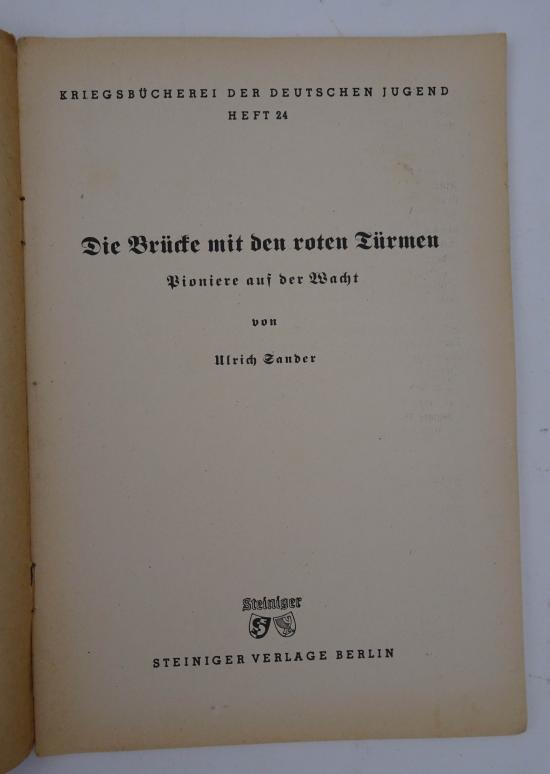 KRIEGSBÜCHEREI DER DEUTSCHEN JUGEND
HEFT 24
Die Brücke mit den roten Türmen
Pioniere auf der Wacht
von
Ulrich Sander
Steiniger
STEINIGER VERLAGE BERLIN